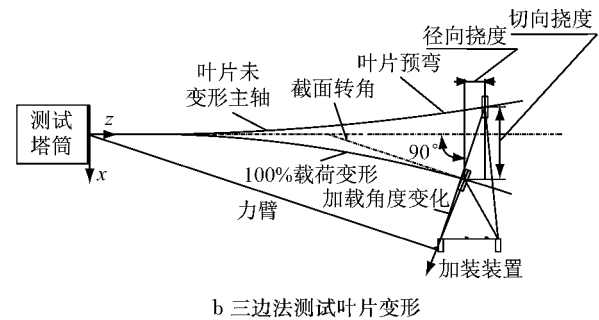 切向挠度
径向挠度
叶片预弯
叶片未
变形主轴
截面转角
测试
塔筒
z
x
90°
100%载荷变形
加载角度变化
力臂
加装装置
b 三边法测试叶片变形